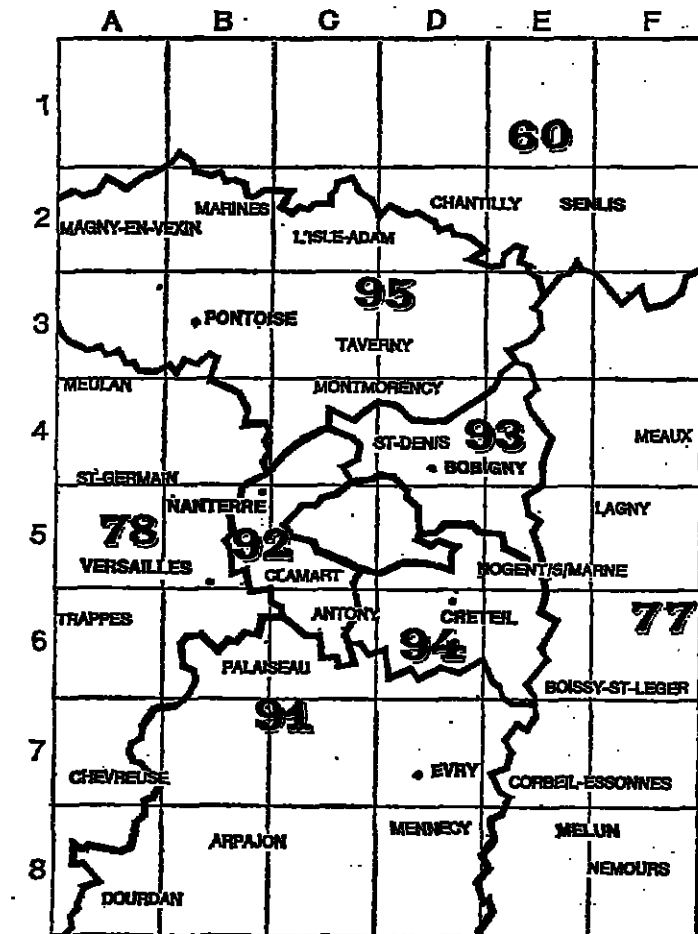 A B C D E F
1
60
2
MARINES
CHANTILLY
SENLIS
MAGNY-EN-VEXIN
L'ISLE-ADAM
95
3
PONTOISE
TAVERNY
MEULAN
MONTMORENCY
4
ST-DENIS
93
MEAUX
BOBIGNY
ST-GERMAIN
NANTERRE
LAGNY
5
78
92
VERSAILLES
CLAMART
NOGENT/S/MARNE
TRAPPES
ANTONY
CRETEIL
77
6
94
PALAISEAU
BOISSY-ST-LEGER
91
7
CHEVREUSE
EVRY
CORBEIL-ESSONNES
ARPAJON
MENNECY
MELUN
8
NEMOURS
DOURDAN